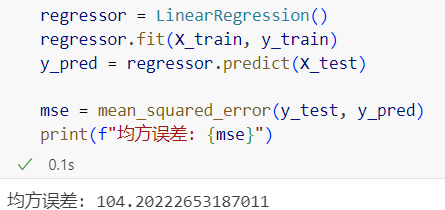 regressor = LinearRegression()
regressor.fit(X_train, y_train)
y_pred = regressor.predict(X_test)
mse = mean_squared_error(y_test, y_pred)
print(f"均方误差: {mse}")
✓ 0.1s
均方误差: 104.20222653187011